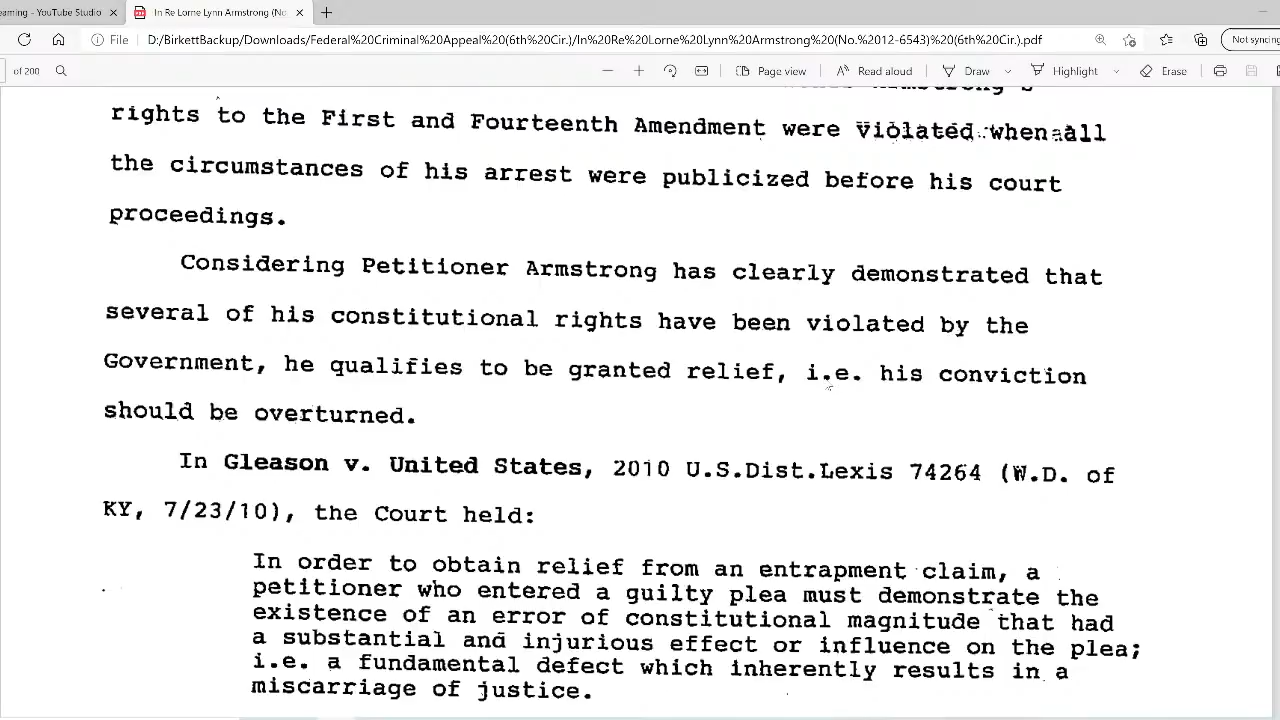 eaming - YouTube Studio
In Re Lorne Lynn Armstrong (No.
File
D:/BirkettBackup/Downloads/Federal%20Criminal%20Appeal%20(6th%20Cir.)/In%20Re%20Lorne%20Lynn%20Armstrong%20(No.%2012-6543)%20(6th%20Cir.).pdf
Not syncing
of 200
Page view
Read aloud
Draw
Highlight
Erase
rights to the First and Fourteenth Amendment were violated when all
the circumstances of his arrest were publicized before his court
proceedings.
Considering Petitioner Armstrong has clearly demonstrated that
several of his constitutional rights have been violated by the
Government, he qualifies to be granted relief, i.e. his conviction
should be overturned.
In Gleason v. United States, 2010 U.S.Dist.Lexis 74264 (W.D. of
KY, 7/23/10), the Court held:
In order to obtain relief from an entrapment claim, a
petitioner who entered a guilty plea must demonstrate the
existence of an error of constitutional magnitude that had
a substantial and injurious effect or influence on the plea;
i.e. a fundamental defect which inherently results in a
miscarriage of justice.